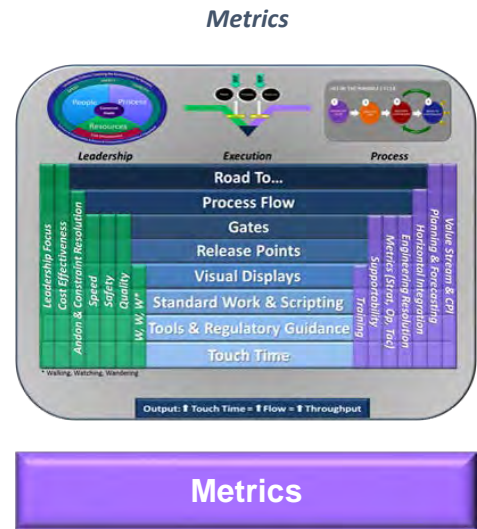 Metrics
People
Process
Resources
Leadership
Execution
Process
Road To...
Process Flow
Gates
Release Points
Visual Displays
Standard Work & Scripting
Tools & Regulatory Guidance
Touch Time
Leadership Focus
Cost Effectiveness
Andon & Constraint Resolution
Speed
Safety
Quality
W, W, W*
Training
Supportability
Metrics (Strat, Op, Tac)
Engineering Resolution
Horizontal Integration
Planning & Forecasting
Value Stream & CPI
* Walking, Watching, Wandering
Output: ⬆ Touch Time = ⬆ Flow = ⬆ Throughput
Metrics